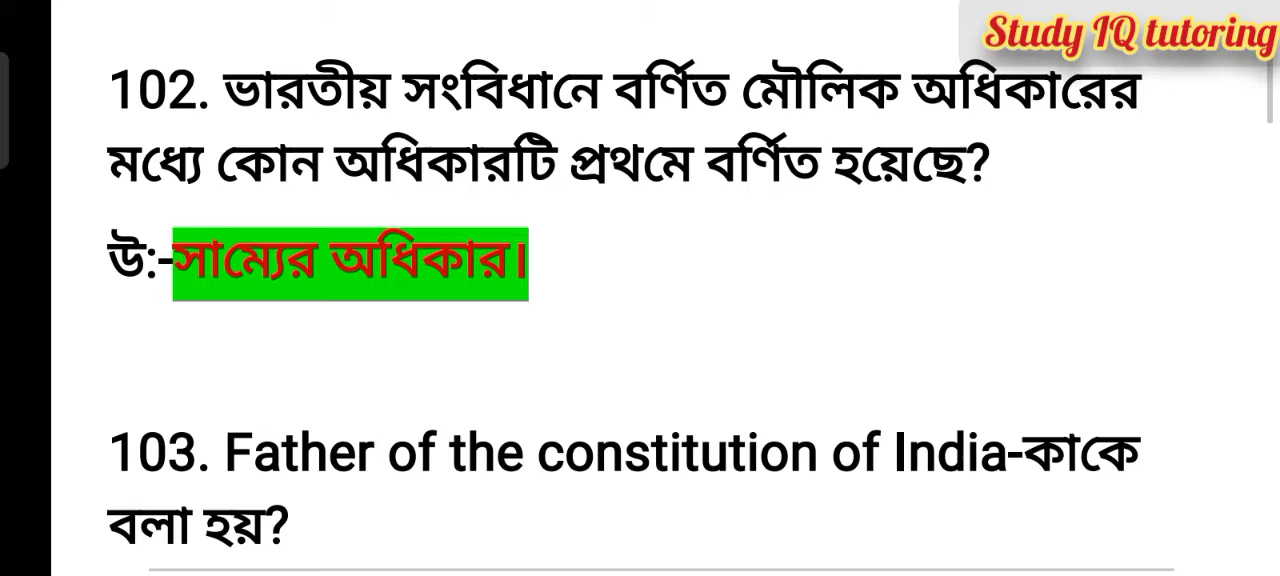 Study IQ tutoring
102. ভারতীয় সংবিধানে বর্ণিত মৌলিক অধিকারের
মধ্যে কোন অধিকারটি প্রথমে বর্ণিত হয়েছে?
উ:-সাম্যের অধিকার।
103. Father of the constitution of India-কাকে
বলা হয়?